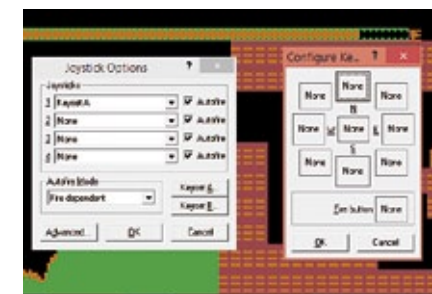 Joystick Options ?
Joysticks
1 Keyset A Autofire
2 None Autofire
3 None Autofire
4 None Autofire
Autofire Mode
Fire dependent
Keyset A...
Keyset B...
Advanced... OK Cancel
Configure Ke... ? x
None None None
N
None W None E None
S
None None None
Fire button None
OK Cancel